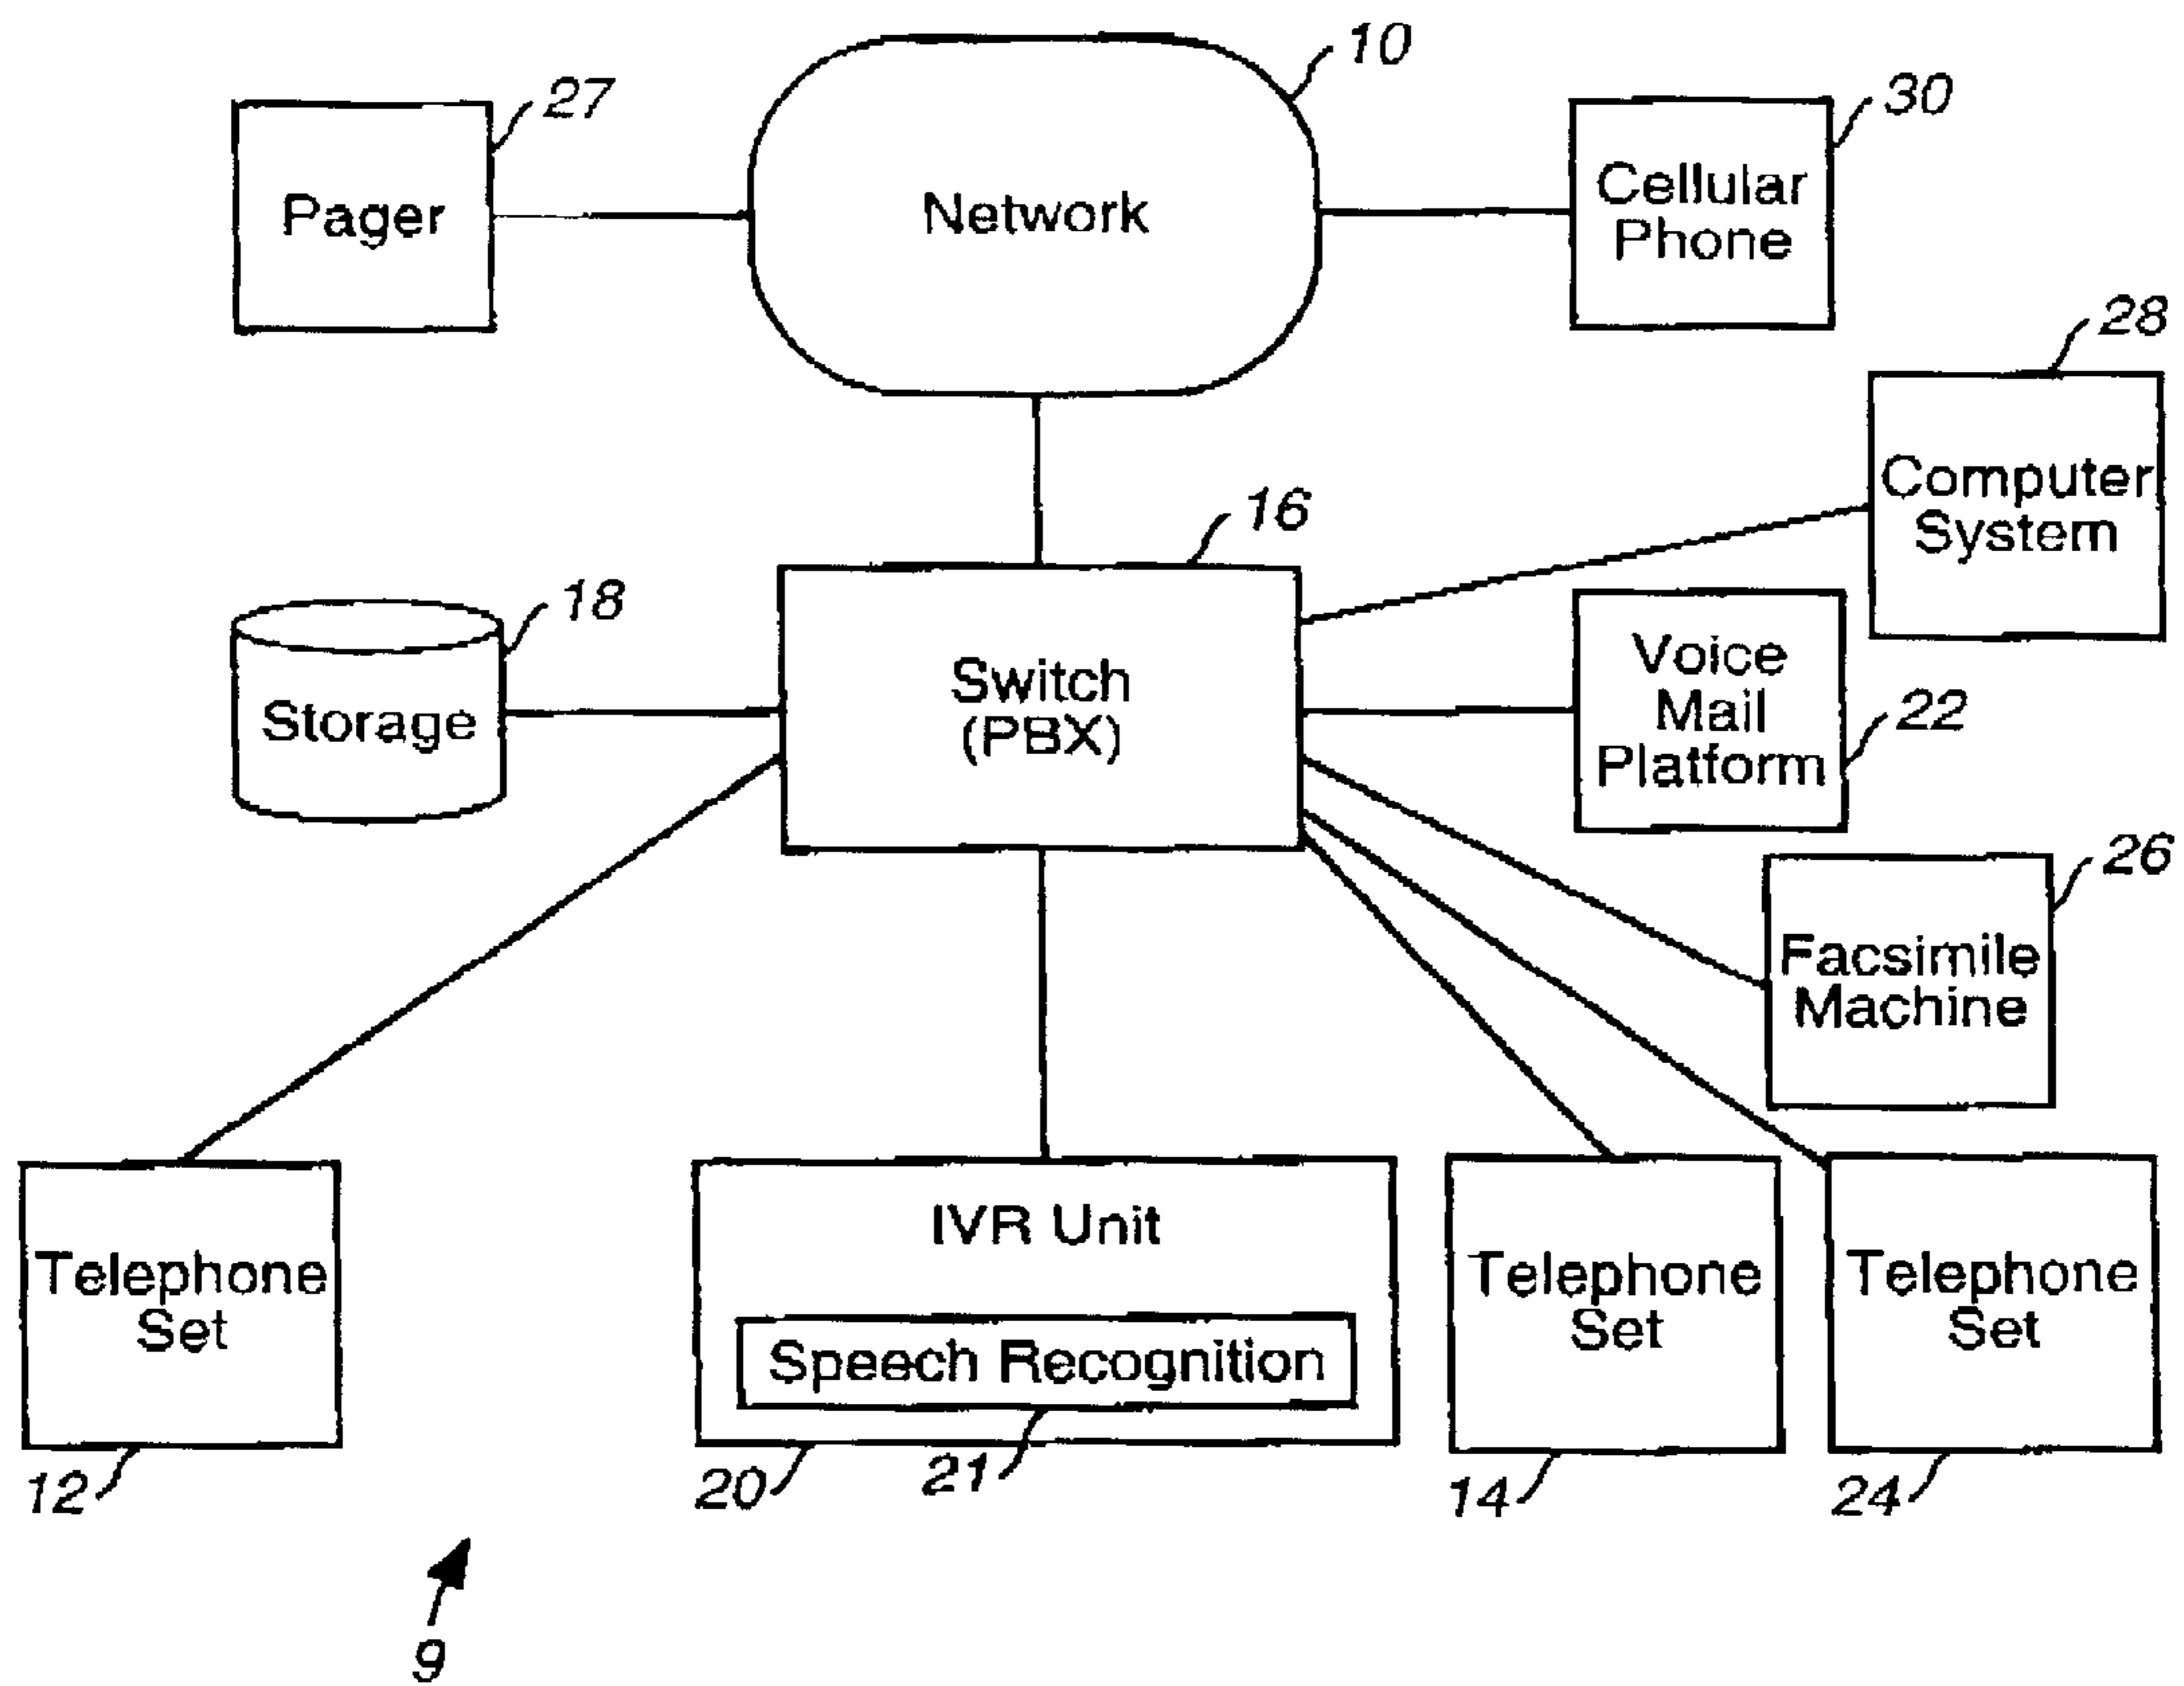 10
27
30
Pager
Network
Cellular
Phone
28
Computer
System
16
18
Storage
Switch
(PBX)
Voice
Mail
Platform
22
26
Facsimile
Machine
Telephone
Set
IVR Unit
Speech Recognition
Telephone
Set
Telephone
Set
12
20
21
14
24
9